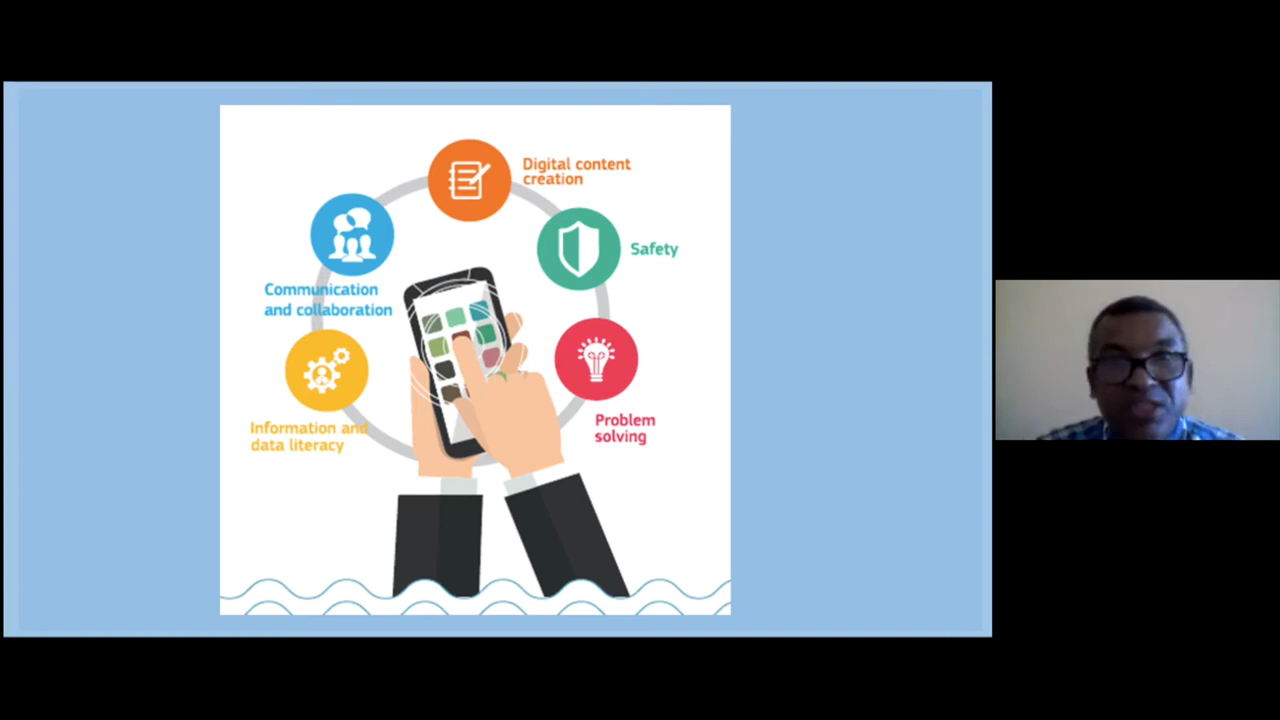 Digital content
creation
Safety
Communication
and collaboration
Information and
data literacy
Problem
solving